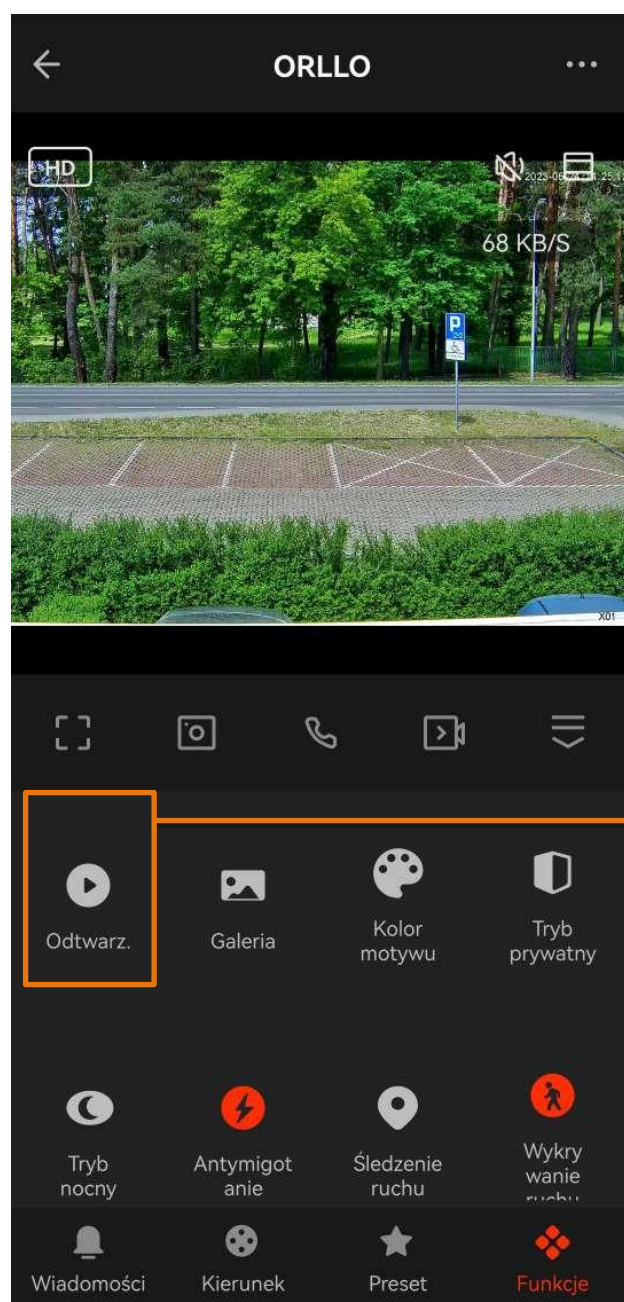 ORLLO
HD
68 KB/S
P
X01
Odtwarz.
Galeria
Kolor
motywu
Tryb
prywatny
Tryb
nocny
Antymigot
anie
Śledzenie
ruchu
Wykry
wanie
ruchu
Wiadomości
Kierunek
Preset
Funkcje